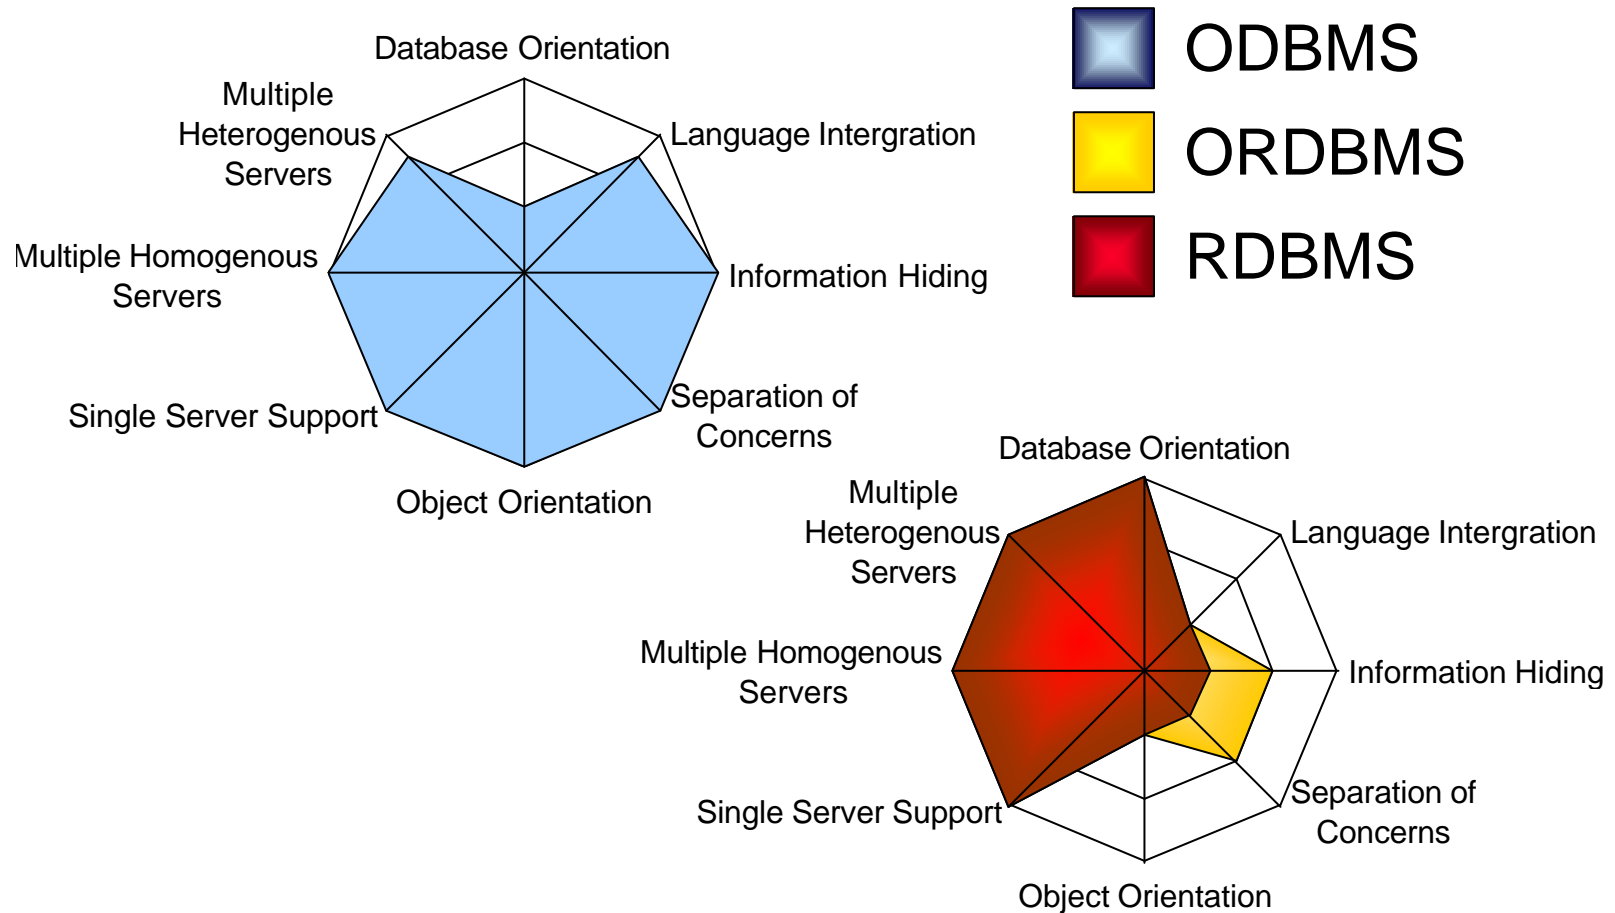 Database Orientation
Multiple
Heterogenous
Servers
Language Intergration
Multiple Homogenous
Servers
Information Hiding
Single Server Support
Separation of
Concerns
Object Orientation
ODBMS
ORDBMS
RDBMS
Database Orientation
Multiple
Heterogenous
Servers
Language Intergration
Multiple Homogenous
Servers
Information Hiding
Single Server Support
Separation of
Concerns
Object Orientation